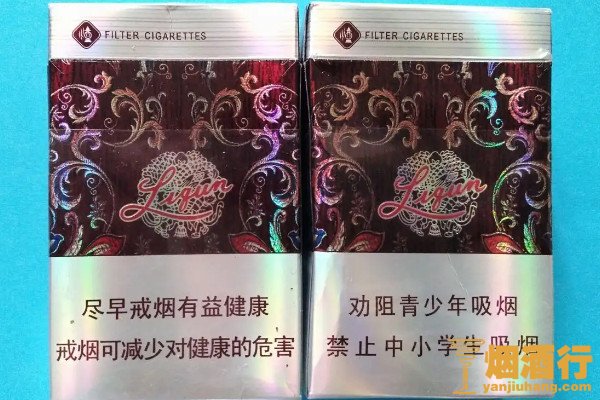 FILTER CIGARETTES
Liqun
尽早戒烟有益健康
戒烟可减少对健康的危害
FILTER CIGARETTES
Liqun
劝阻青少年吸烟
禁止中小学生吸烟
烟酒行
yanjiuhang.com